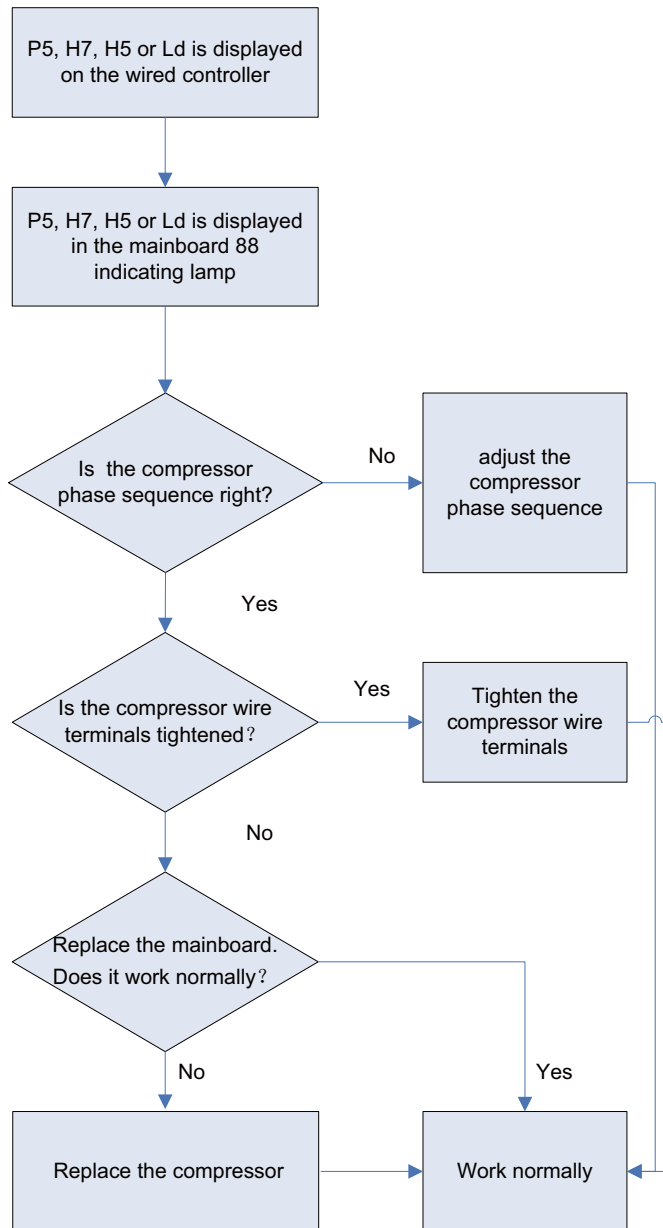 P5, H7, H5 or Ld is displayed
on the wired controller
P5, H7, H5 or Ld is displayed
in the mainboard 88
indicating lamp
Is the compressor
phase sequence right?
No
adjust the
compressor
phase sequence
Yes
Is the compressor wire
terminals tightened？
Yes
Tighten the
compressor wire
terminals
No
Replace the mainboard.
Does it work normally？
No
Yes
Replace the compressor
Work normally